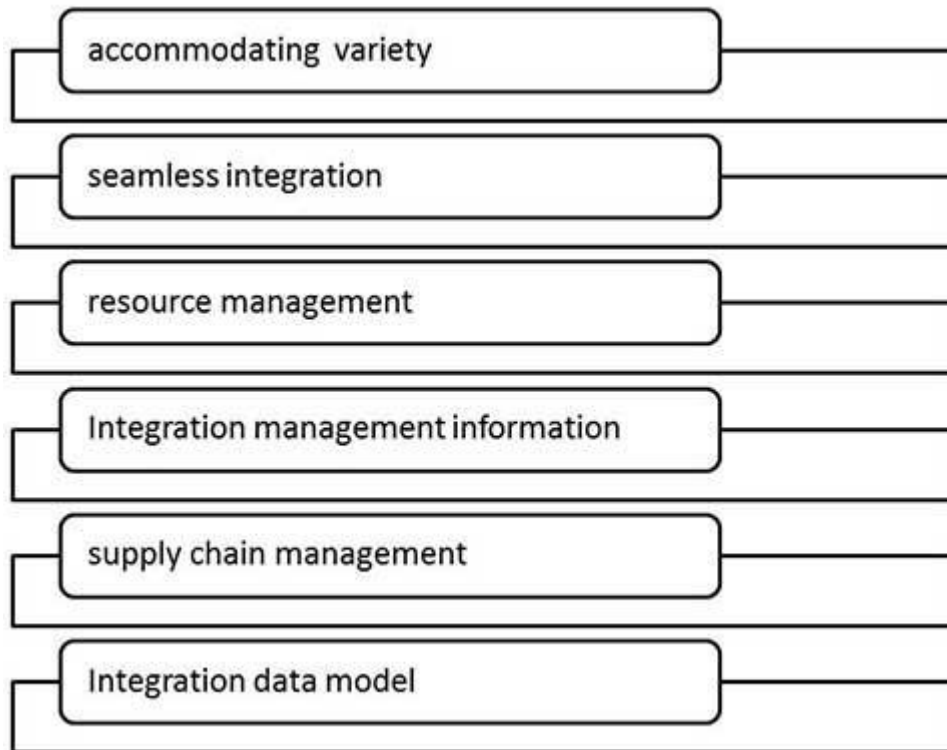 accommodating variety
seamless integration
resource management
Integration management information
supply chain management
Integration data model